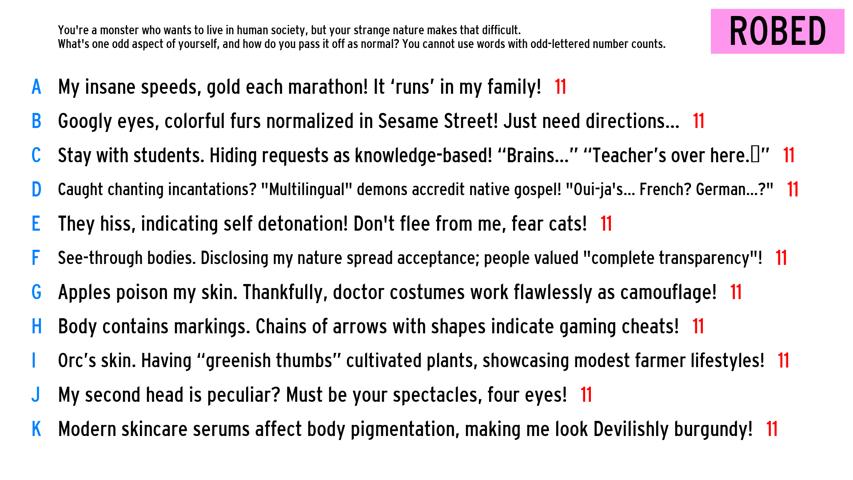 You're a monster who wants to live in human society, but your strange nature makes that difficult.
What's one odd aspect of yourself, and how do you pass it off as normal? You cannot use words with odd-lettered number counts.
ROBED
A My insane speeds, gold each marathon! It ‘runs’ in my family! 11
B Googly eyes, colorful furs normalized in Sesame Street! Just need directions... 11
C Stay with students. Hiding requests as knowledge-based! “Brains...” “Teacher’s over here.▯” 11
D Caught chanting incantations? "Multilingual" demons accredit native gospel! "Oui-ja's... French? German...?" 11
E They hiss, indicating self detonation! Don't flee from me, fear cats! 11
F See-through bodies. Disclosing my nature spread acceptance; people valued "complete transparency"! 11
G Apples poison my skin. Thankfully, doctor costumes work flawlessly as camouflage! 11
H Body contains markings. Chains of arrows with shapes indicate gaming cheats! 11
I Orc’s skin. Having “greenish thumbs” cultivated plants, showcasing modest farmer lifestyles! 11
J My second head is peculiar? Must be your spectacles, four eyes! 11
K Modern skincare serums affect body pigmentation, making me look Devilishly burgundy! 11